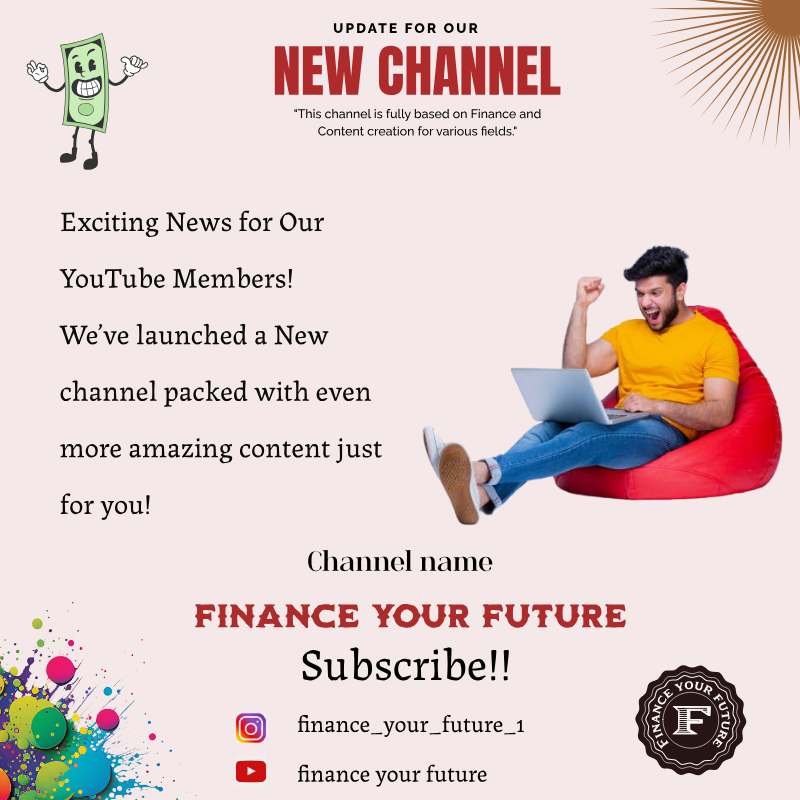 UPDATE FOR OUR
NEW CHANNEL
"This channel is fully based on Finance and
Content creation for various fields."
Exciting News for Our
YouTube Members!
We've launched a New
channel packed with even
more amazing content just
for you!
Channel name
FINANCE YOUR FUTURE
Subscribe!!
finance_your_future_1
finance your future
FINANCE YOUR FUTURE
F